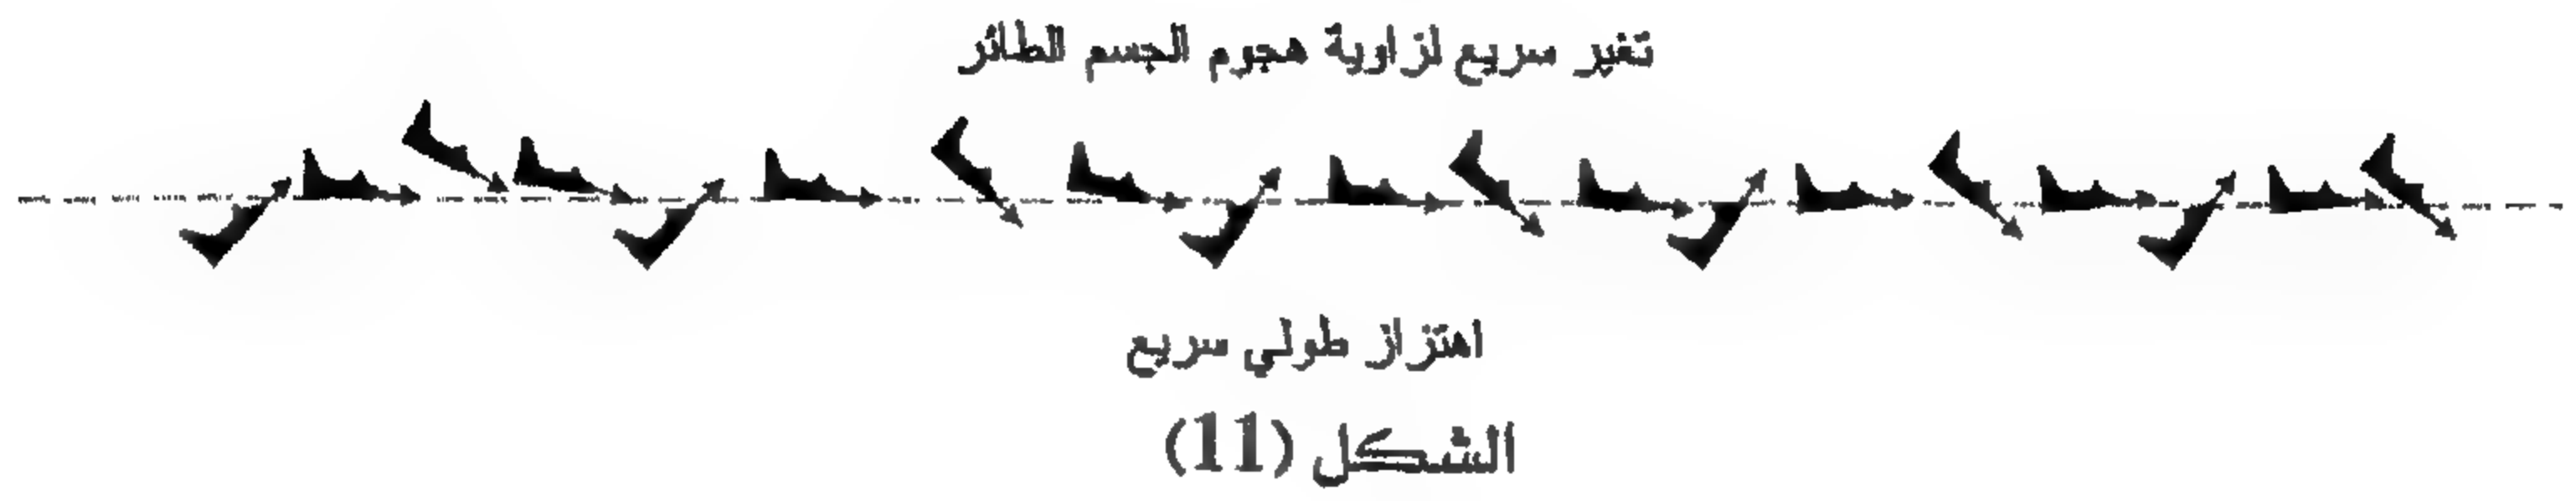 تغير سريع لزاوية هجوم الجسم الطائر
اهتزاز طولي سريع
الشكل (11)